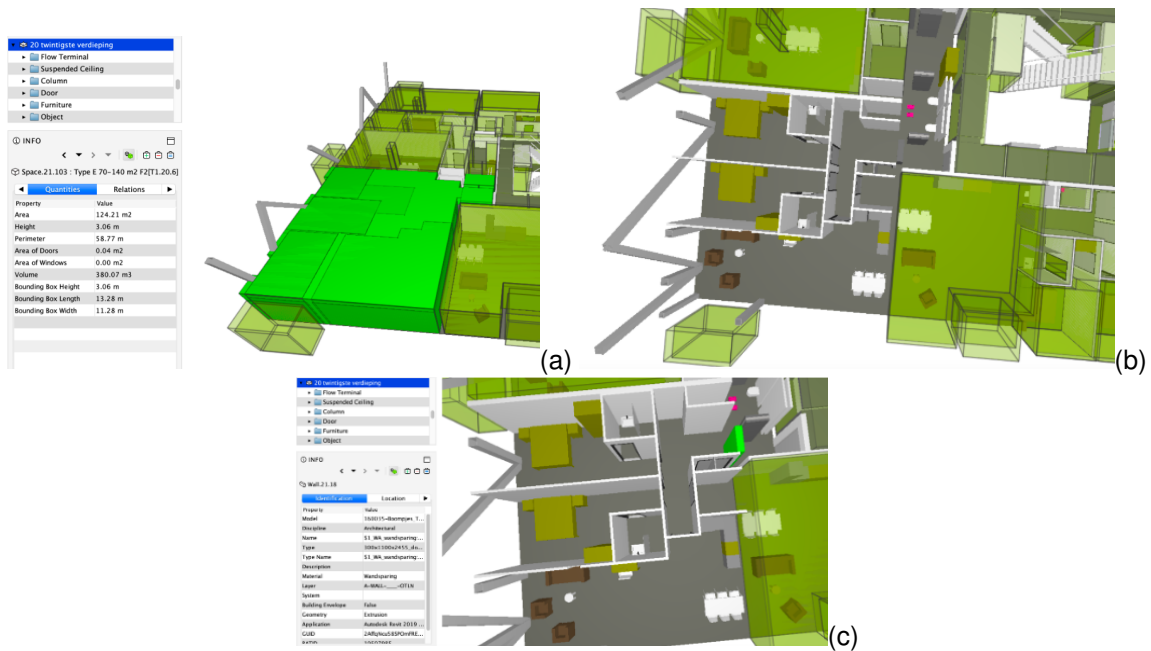 20 twintigste verdieping
Flow Terminal
Suspended Ceiling
Column
Door
Furniture
Object
INFO
Space.21.103 : Type E 70-140 m2 F2[T1.20.6]
Quantities Relations
Property Value
Area 124.21 m2
Height 3.06 m
Perimeter 58.77 m
Area of Doors 0.04 m2
Area of Windows 0.00 m2
Volume 380.07 m3
Bounding Box Height 3.06 m
Bounding Box Length 13.28 m
Bounding Box Width 11.28 m
(a)
(b)
20 twintigste verdieping
Flow Terminal
Suspended Ceiling
Column
Door
Furniture
Object
INFO
Wall.21.18
Identification Location
Property Value
Model
Discipline Architectural
Name S1_WA_wandsparing:...
Type
Type Name S1_WA_wandsparing:...
Description
Material Wandsparing
Layer
System
Building Envelope False
Geometry Extrusion
Application Autodesk Revit 2019 ...
GUID
(c)